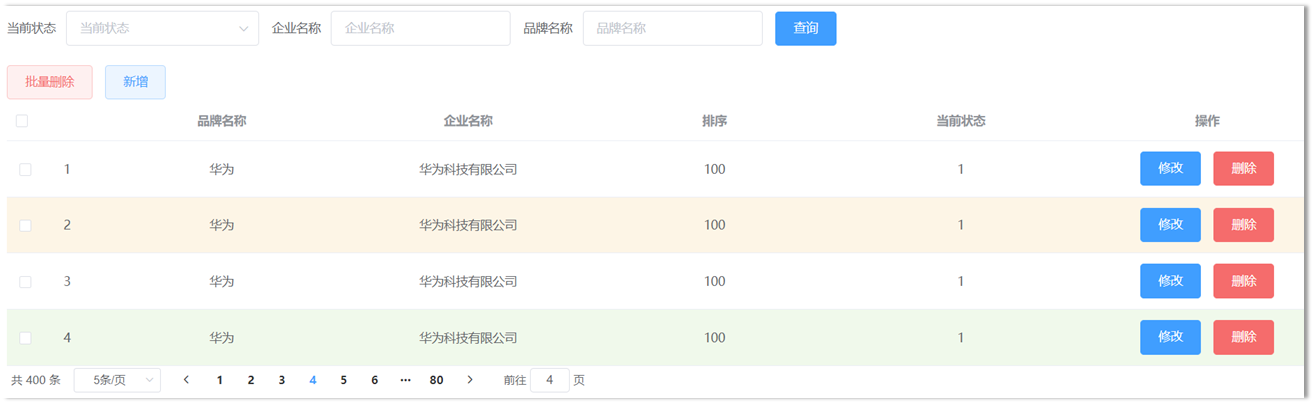 当前状态 当前状态 企业名称 企业名称 品牌名称 品牌名称 查询
批量删除 新增
品牌名称 企业名称 排序 当前状态 操作
1 华为 华为科技有限公司 100 1 修改 删除
2 华为 华为科技有限公司 100 1 修改 删除
3 华为 华为科技有限公司 100 1 修改 删除
4 华为 华为科技有限公司 100 1 修改 删除
共 400 条 5条/页 1 2 3 4 5 6 ··· 80 前往 4 页